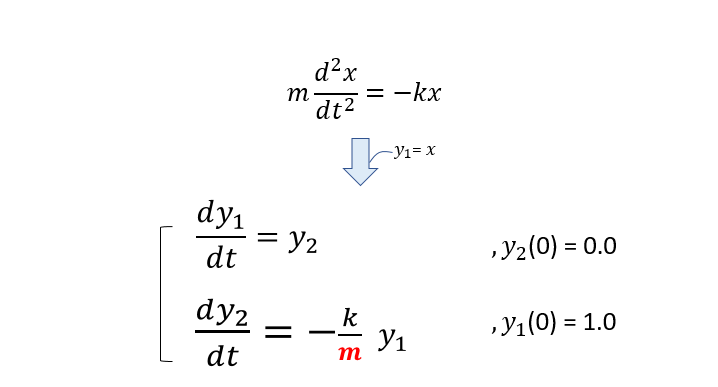 m d²x/dt² = −kx
y₁= x
dy₁/dt = y₂ , y₂(0) = 0.0
dy₂/dt = −k/m y₁ , y₁(0) = 1.0